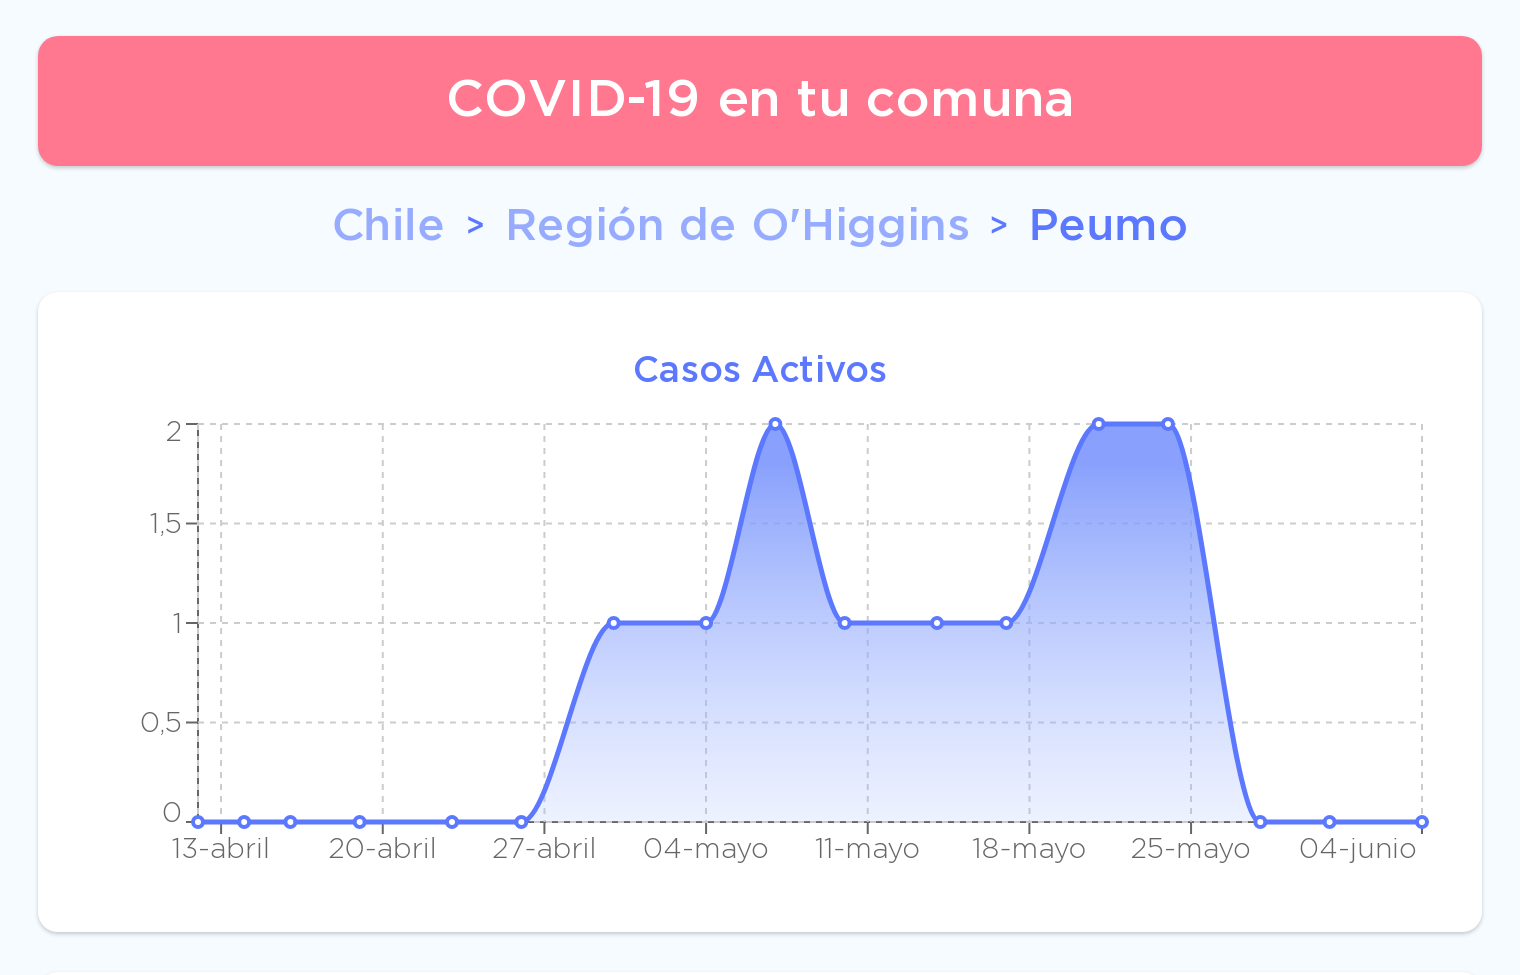 COVID-19 en tu comuna
Chile > Región de O'Higgins > Peumo
Casos Activos
2
1,5
1
0,5
0
13-abril 20-abril 27-abril 04-mayo 11-mayo 18-mayo 25-mayo 04-junio